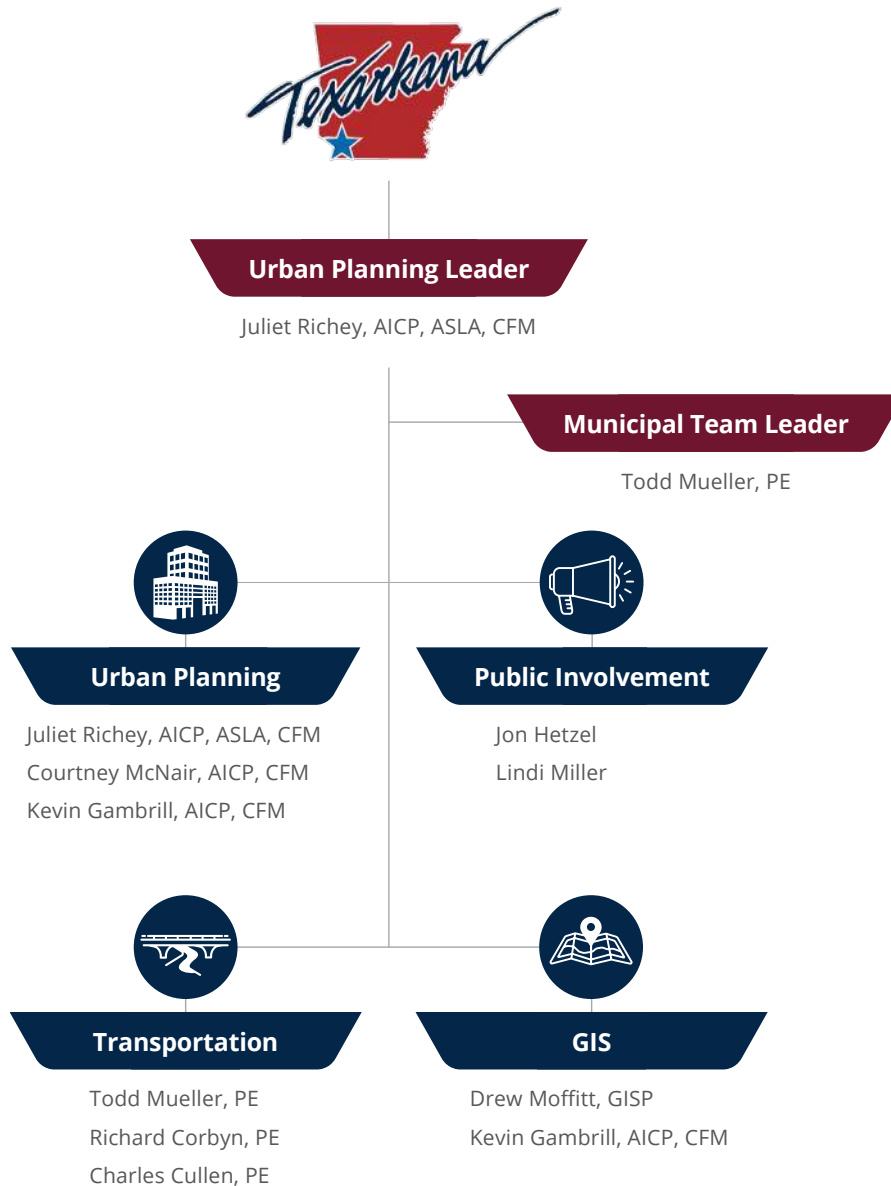 Texarkana
Urban Planning Leader
Juliet Richey, AICP, ASLA, CFM
Municipal Team Leader
Todd Mueller, PE
Urban Planning
Juliet Richey, AICP, ASLA, CFM
Courtney McNair, AICP, CFM
Kevin Gambrill, AICP, CFM
Public Involvement
Jon Hetzel
Lindi Miller
Transportation
Todd Mueller, PE
Richard Corbyn, PE
Charles Cullen, PE
GIS
Drew Moffitt, GISP
Kevin Gambrill, AICP, CFM